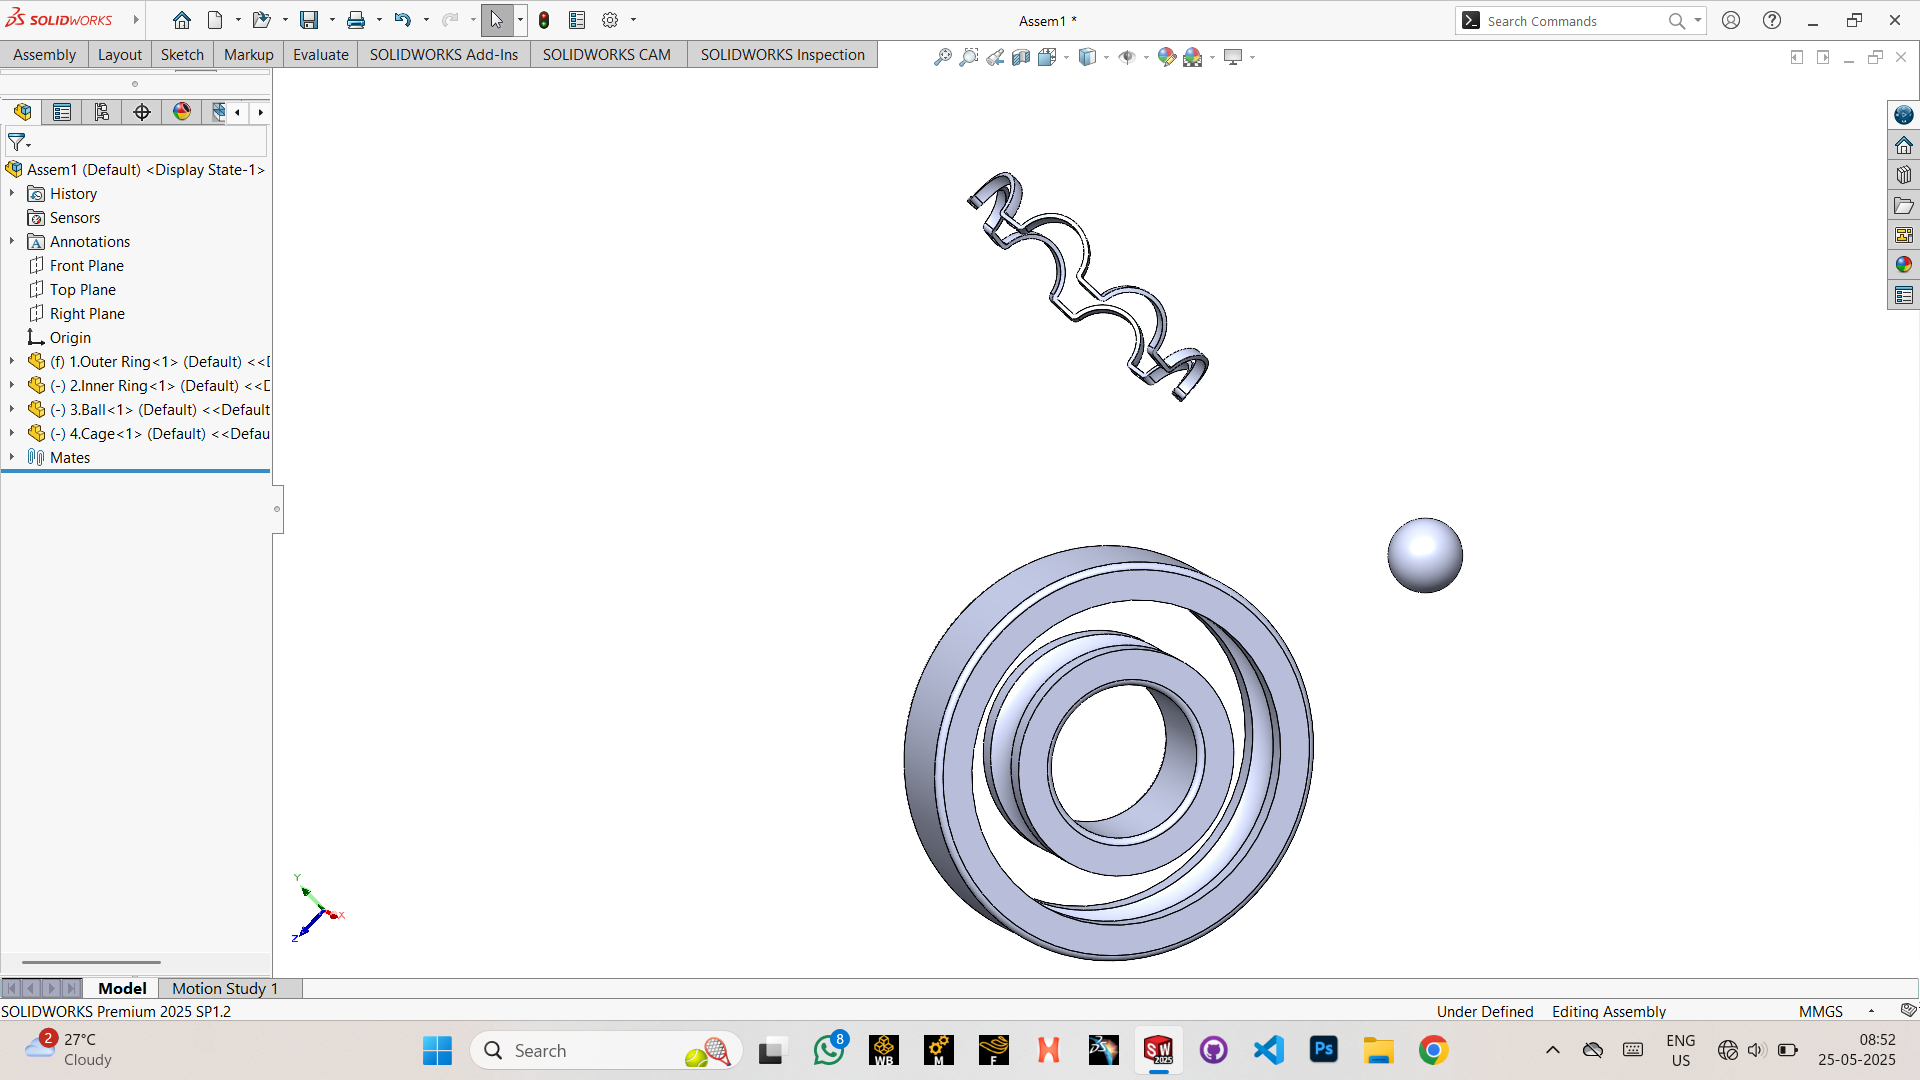 SOLIDWORKS
Assem1 *
Search Commands
Assembly
Layout
Sketch
Markup
Evaluate
SOLIDWORKS Add-Ins
SOLIDWORKS CAM
SOLIDWORKS Inspection
Assem1 (Default) <Display State-1>
History
Sensors
Annotations
Front Plane
Top Plane
Right Plane
Origin
(f) 1.Outer Ring<1> (Default) <<D
(-) 2.Inner Ring<1> (Default) <<D
(-) 3.Ball<1> (Default) <<Default
(-) 4.Cage<1> (Default) <<Defau
Mates
Y
X
Z
Model
Motion Study 1
SOLIDWORKS Premium 2025 SP1.2
Under Defined
Editing Assembly
MMGS
2
27°C
Cloudy
Search
8
WB
M
F
SW
2025
Ps
ENG
US
08:52
25-05-2025